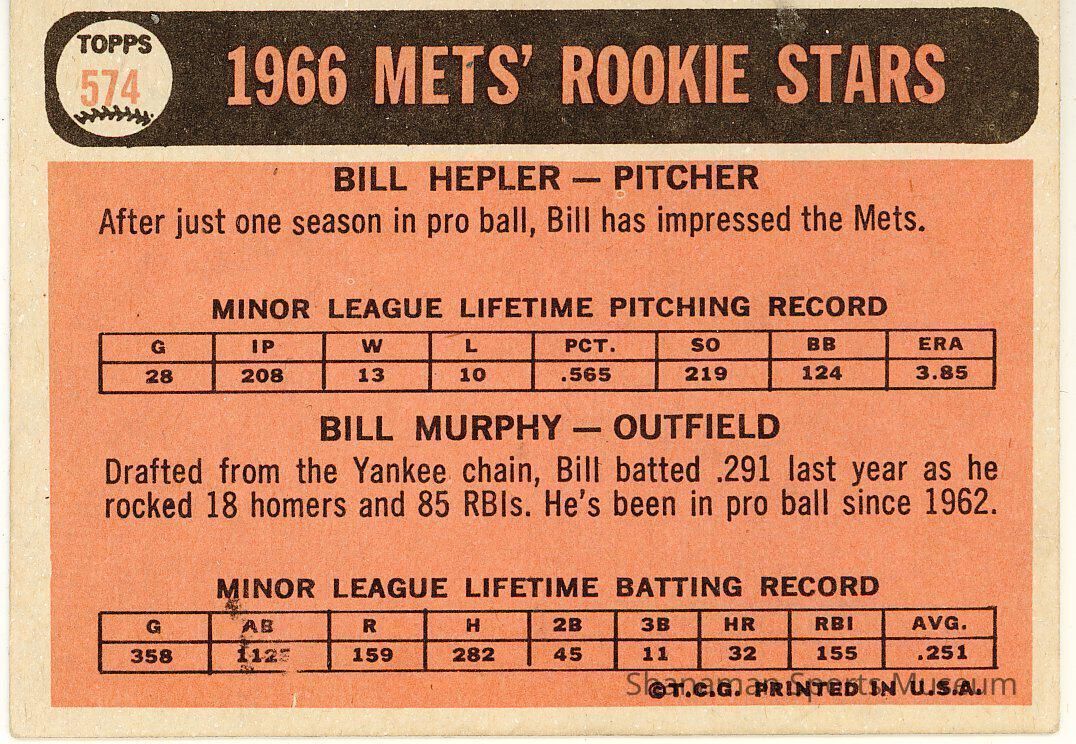 TOPPS
574
1966 METS' ROOKIE STARS
BILL HEPLER — PITCHER
After just one season in pro ball, Bill has impressed the Mets.
MINOR LEAGUE LIFETIME PITCHING RECORD
G IP W L PCT. SO BB ERA
28 208 13 10 .565 219 124 3.85
BILL MURPHY — OUTFIELD
Drafted from the Yankee chain, Bill batted .291 last year as he
rocked 18 homers and 85 RBIs. He's been in pro ball since 1962.
MINOR LEAGUE LIFETIME BATTING RECORD
G AB R H 2B 3B HR RBI AVG.
358 159 282 45 11 32 155 .251
©T.C.G. PRINTED IN U.S.A.
Shanaman Sports Museum